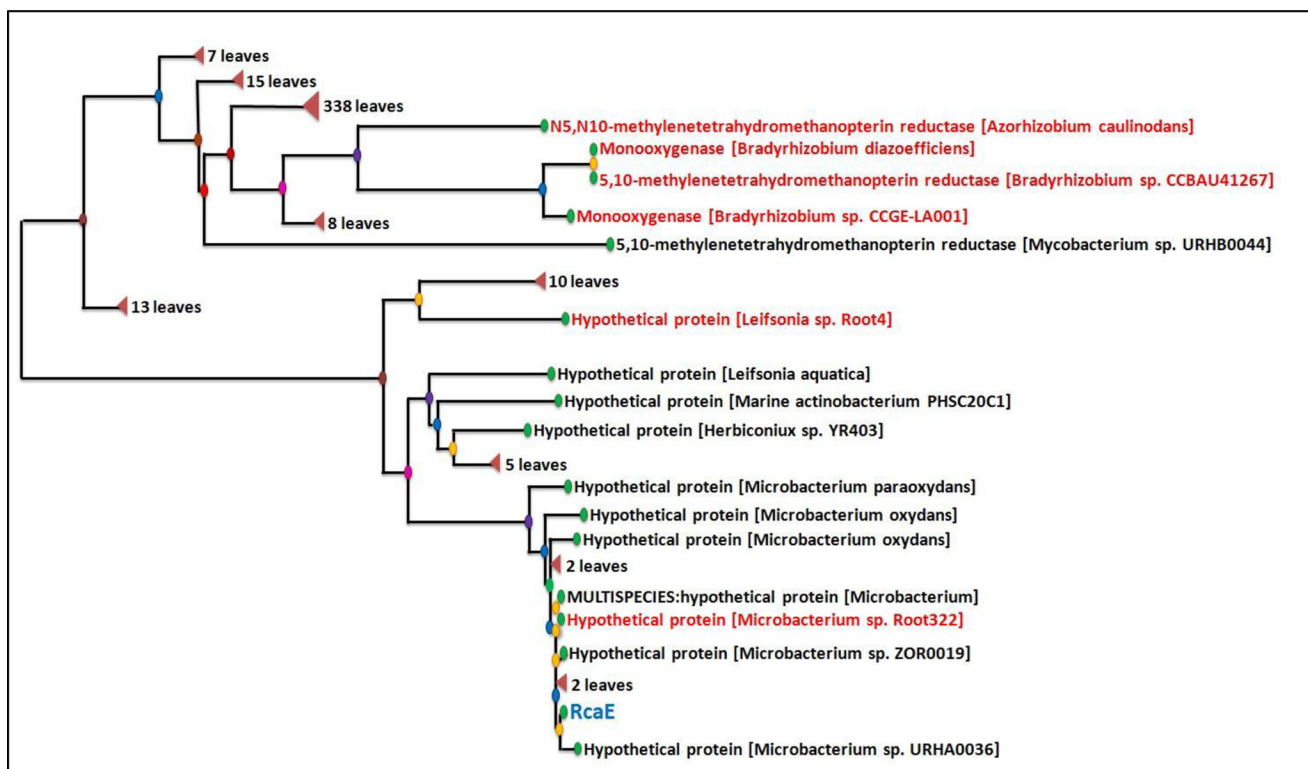 7 leaves
15 leaves
338 leaves
N5,N10-methylenetetrahydromethanopterin reductase [Azorhizobium caulinodans]
Monooxygenase [Bradyrhizobium diazoefficiens]
5,10-methylenetetrahydromethanopterin reductase [Bradyrhizobium sp. CCBAU41267]
Monooxygenase [Bradyrhizobium sp. CCGE-LA001]
8 leaves
5,10-methylenetetrahydromethanopterin reductase [Mycobacterium sp. URHB0044]
10 leaves
13 leaves
Hypothetical protein [Leifsonia sp. Root4]
Hypothetical protein [Leifsonia aquatica]
Hypothetical protein [Marine actinobacterium PHSC20C1]
Hypothetical protein [Herbiconiux sp. YR403]
5 leaves
Hypothetical protein [Microbacterium paraoxydans]
Hypothetical protein [Microbacterium oxydans]
Hypothetical protein [Microbacterium oxydans]
2 leaves
MULTISPECIES:hypothetical protein [Microbacterium]
Hypothetical protein [Microbacterium sp. Root322]
Hypothetical protein [Microbacterium sp. ZOR0019]
2 leaves
RcaE
Hypothetical protein [Microbacterium sp. URHA0036]